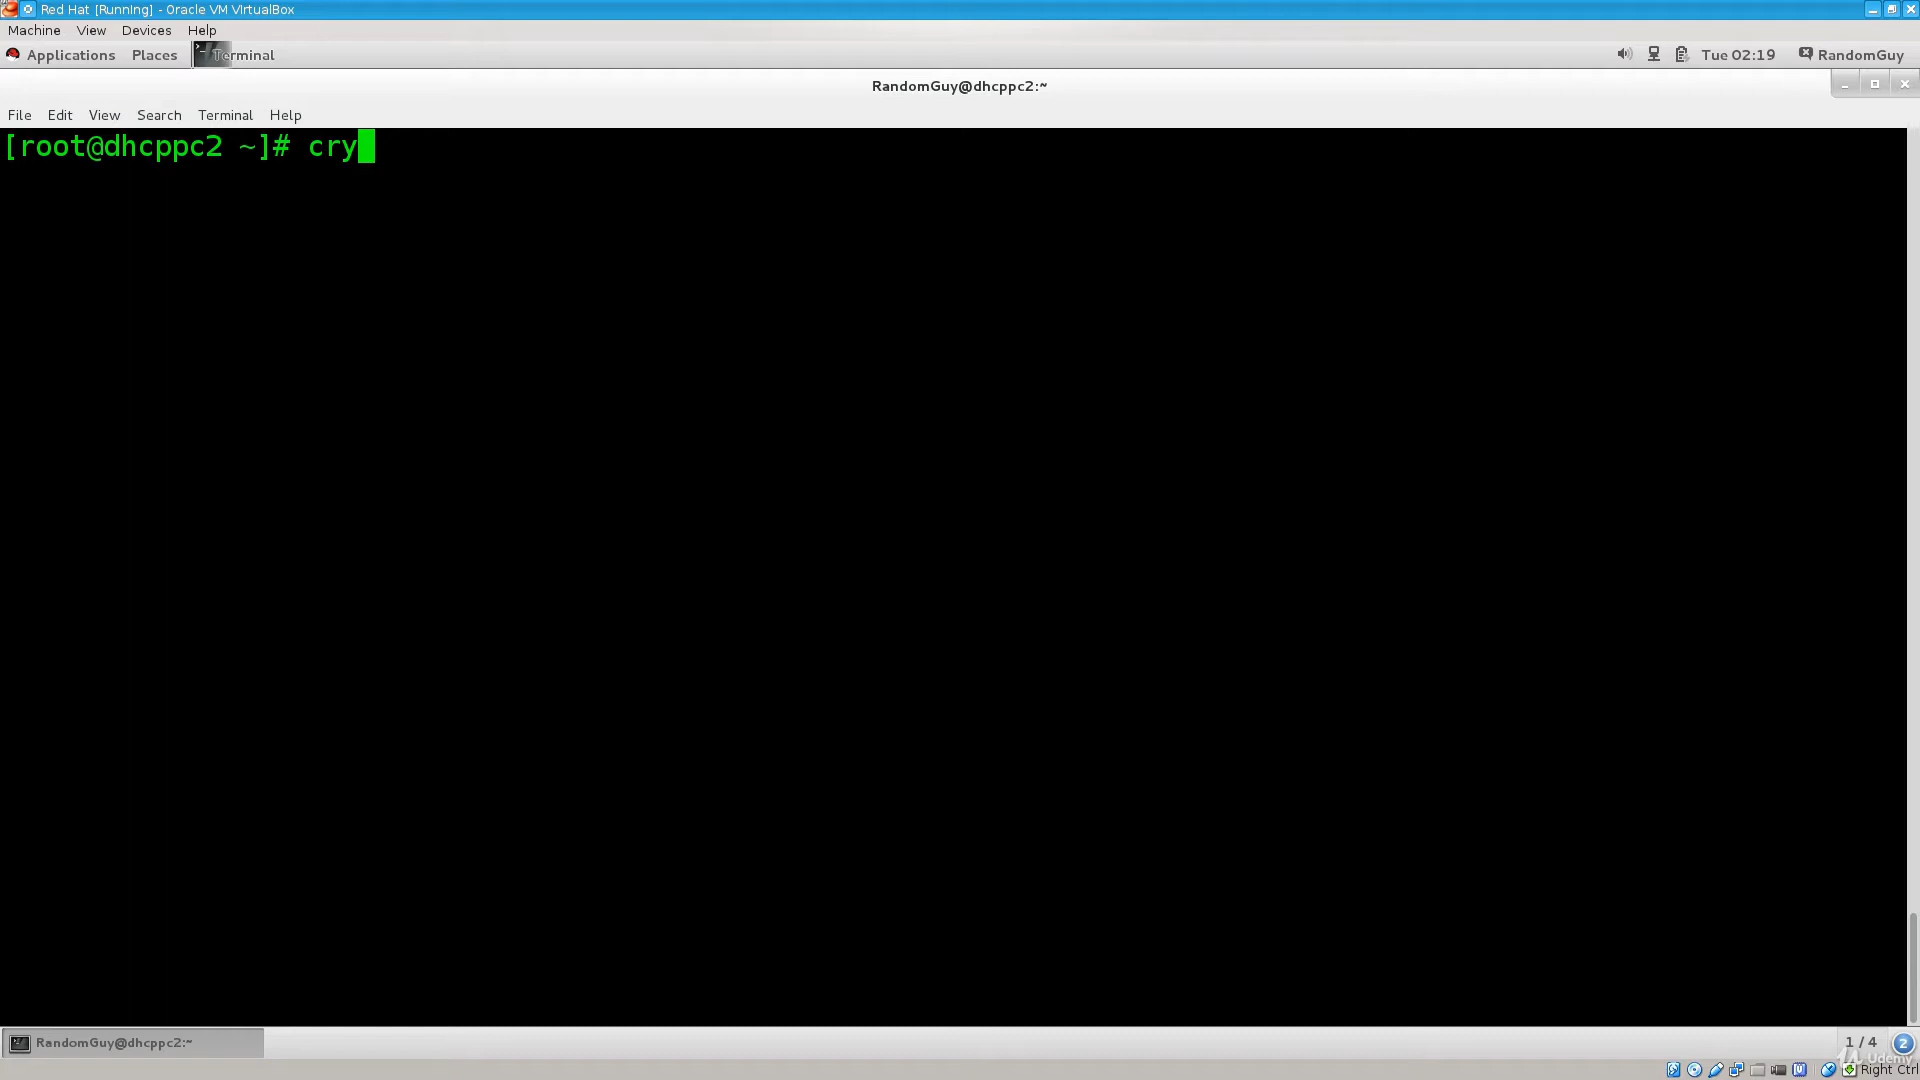 Red Hat [Running] - Oracle VM VirtualBox
Machine View Devices Help
Applications Places Terminal Tue 02:19 RandomGuy
RandomGuy@dhcppc2:~
File Edit View Search Terminal Help
[root@dhcppc2 ~]# cry
RandomGuy@dhcppc2:~ 1 / 4 2
Udemy
Right Ctrl